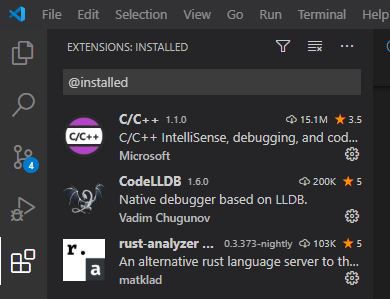 File Edit Selection View Go Run Terminal Help
EXTENSIONS: INSTALLED
@installed
C/C++ 1.1.0 15.1M 3.5
C/C++ IntelliSense, debugging, and cod...
Microsoft
C/C++
CodeLLDB 1.6.0 200K 5
Native debugger based on LLDB.
Vadim Chugunov
4
rust-analyzer ... 0.3.373-nightly 103K 5
An alternative rust language server to th...
matklad
r.
a